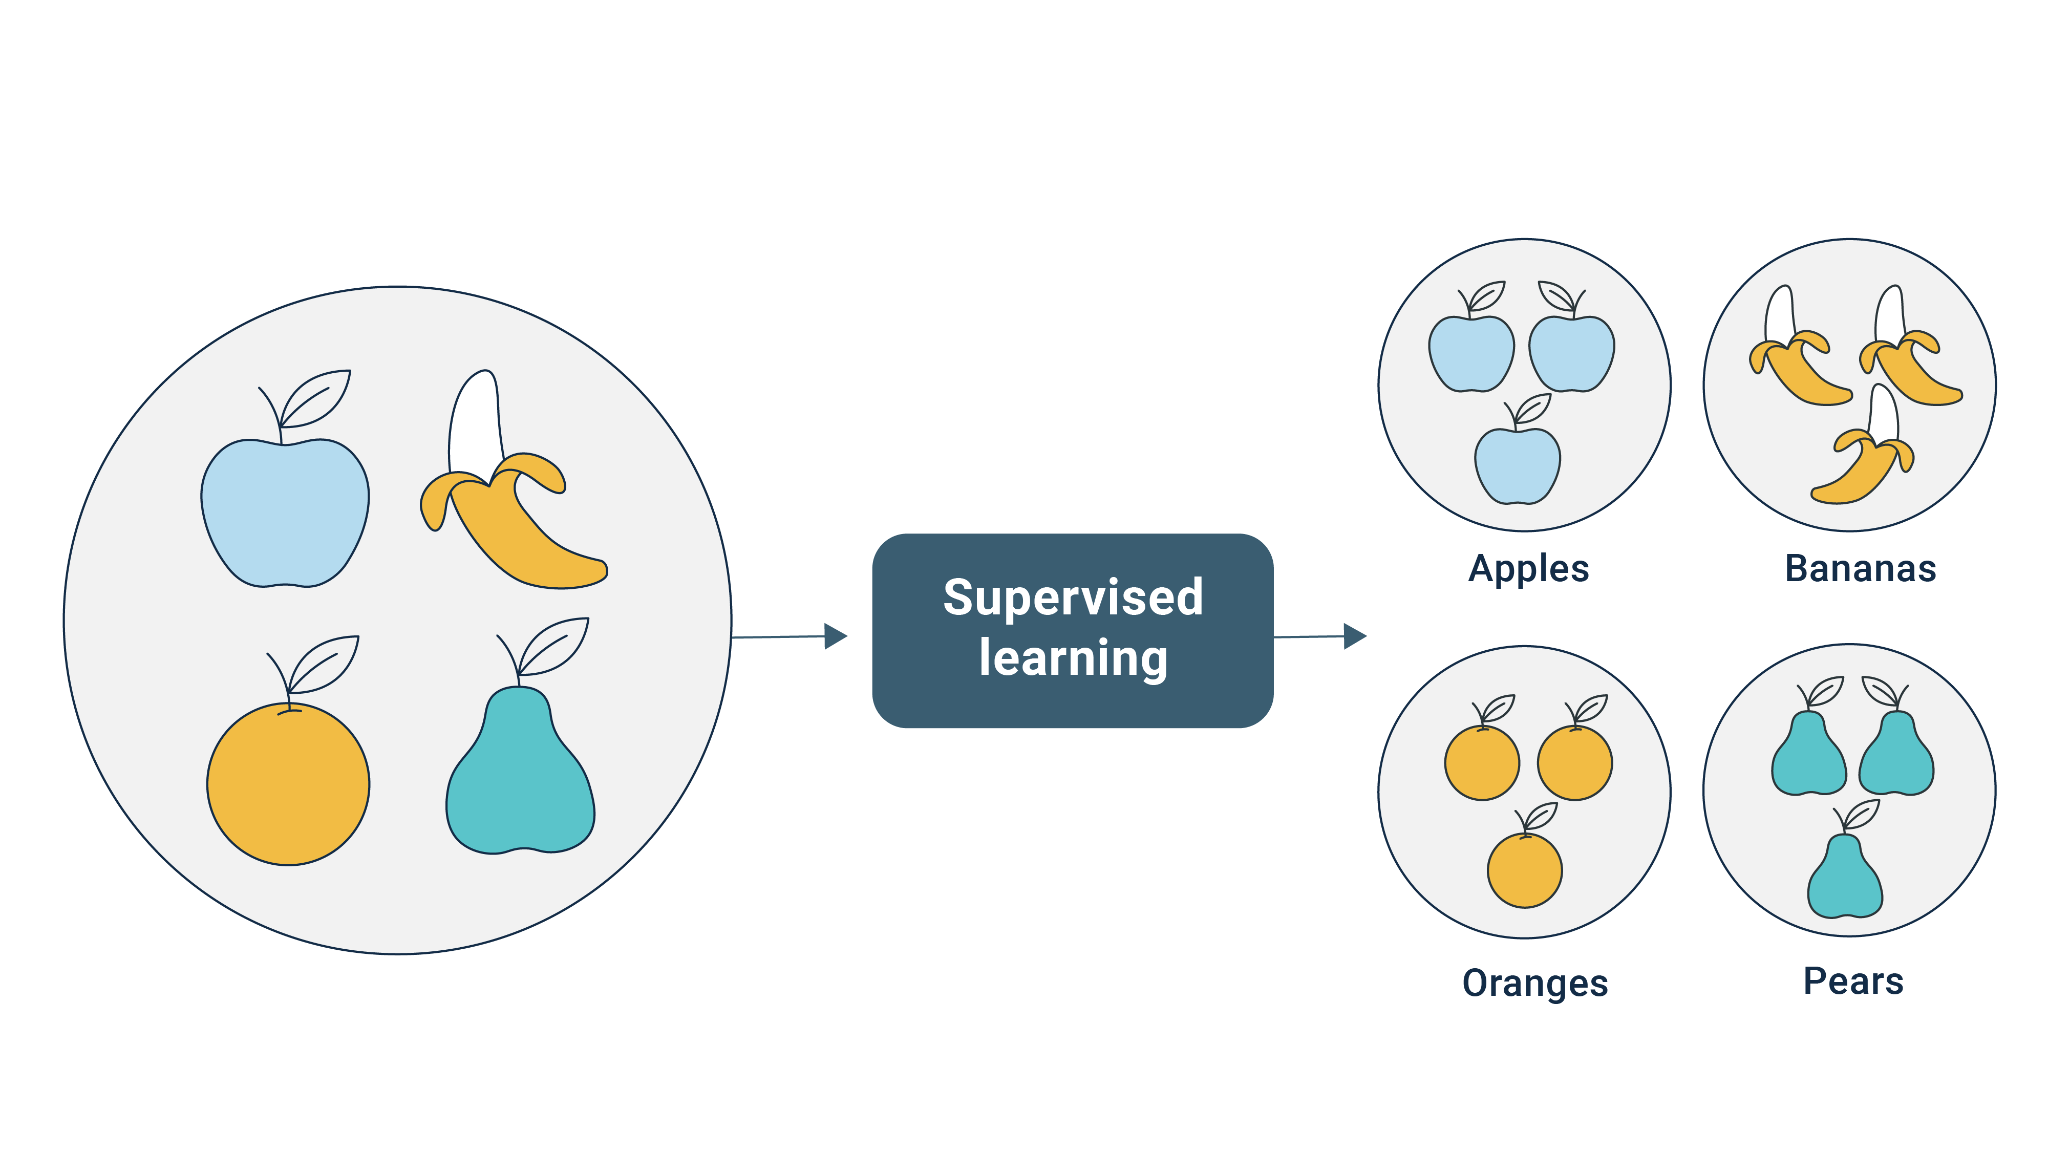 Supervised
learning
Apples
Bananas
Oranges
Pears